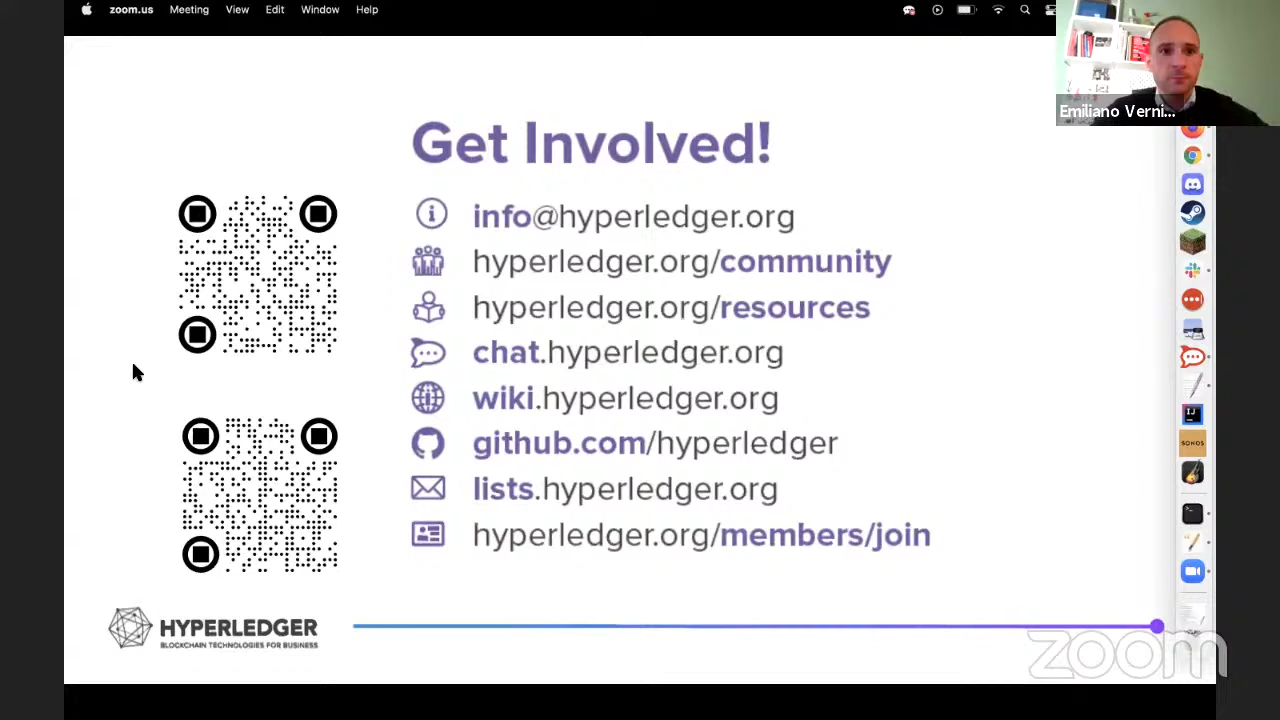 zoom.us Meeting View Edit Window Help
Emiliano Verni...
Get Involved!
info@hyperledger.org
hyperledger.org/community
hyperledger.org/resources
chat.hyperledger.org
wiki.hyperledger.org
github.com/hyperledger
lists.hyperledger.org
hyperledger.org/members/join
SONOS
HYPERLEDGER
BLOCKCHAIN TECHNOLOGIES FOR BUSINESS
zoom